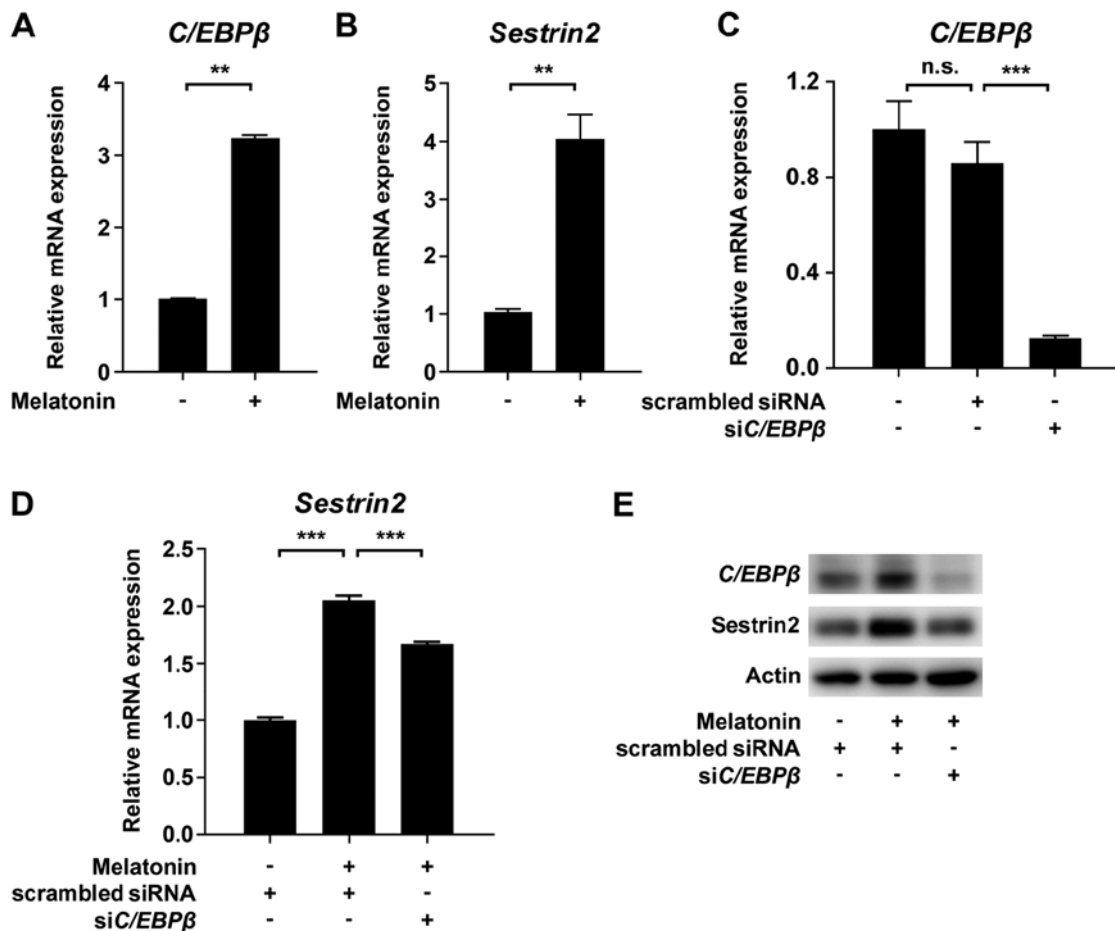 A
C/EBPβ
**
Relative mRNA expression
4
3
2
1
0
Melatonin - +
B
Sestrin2
**
Relative mRNA expression
5
4
3
2
1
0
Melatonin - +
C
C/EBPβ
n.s. ***
Relative mRNA expression
1.2
0.8
0.4
0.0
scrambled siRNA - + -
siC/EBPβ - - +
D
Sestrin2
*** ***
Relative mRNA expression
2.5
2.0
1.5
1.0
0.5
0.0
Melatonin - + +
scrambled siRNA + + -
siC/EBPβ - - +
E
C/EBPβ
Sestrin2
Actin
Melatonin - + +
scrambled siRNA + + -
siC/EBPβ - - +